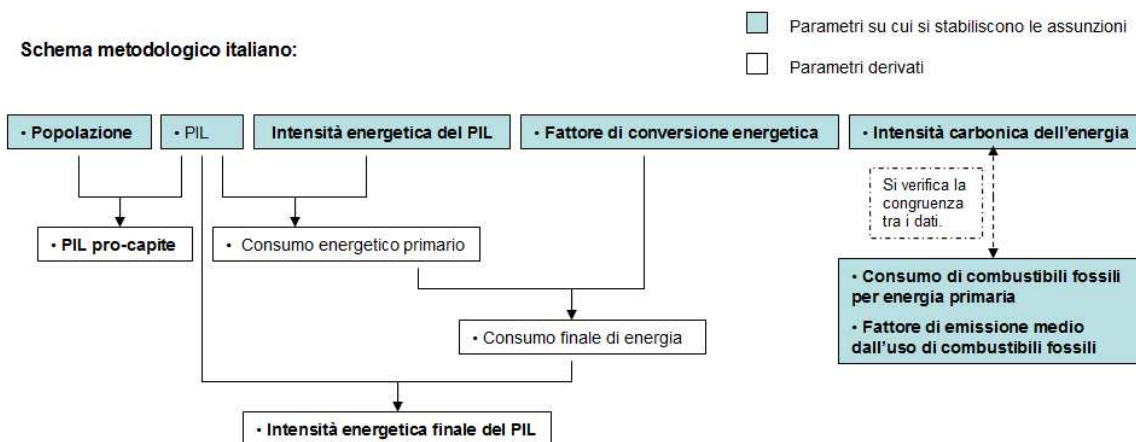 Parametri su cui si stabiliscono le assunzioni
Schema metodologico italiano:
Parametri derivati
• Popolazione
• PIL
Intensità energetica del PIL
• Fattore di conversione energetica
• Intensità carbonica dell'energia
Si verifica la
congruenza
tra i dati.
• PIL pro-capite
• Consumo energetico primario
• Consumo di combustibili fossili
per energia primaria
• Fattore di emissione medio
dall'uso di combustibili fossili
• Consumo finale di energia
• Intensità energetica finale del PIL